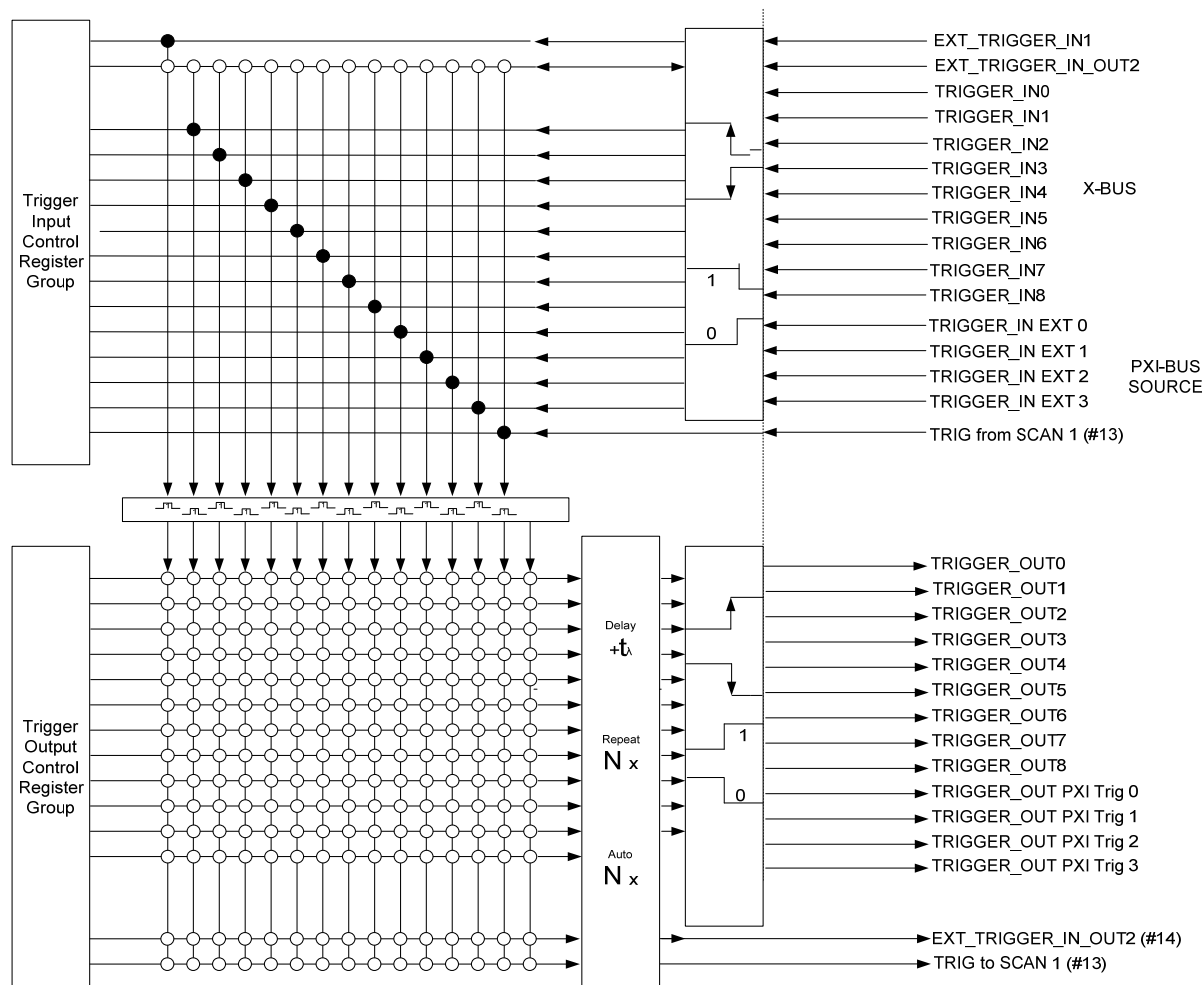 Trigger
Input
Control
Register
Group
1
0
EXT_TRIGGER_IN1
EXT_TRIGGER_IN_OUT2
TRIGGER_IN0
TRIGGER_IN1
TRIGGER_IN2
TRIGGER_IN3
TRIGGER_IN4
TRIGGER_IN5
TRIGGER_IN6
TRIGGER_IN7
TRIGGER_IN8
TRIGGER_IN EXT 0
TRIGGER_IN EXT 1
TRIGGER_IN EXT 2
TRIGGER_IN EXT 3
TRIG from SCAN 1 (#13)
X-BUS
PXI-BUS
SOURCE
Trigger
Output
Control
Register
Group
Delay
+tλ
Repeat
N x
Auto
N x
1
0
TRIGGER_OUT0
TRIGGER_OUT1
TRIGGER_OUT2
TRIGGER_OUT3
TRIGGER_OUT4
TRIGGER_OUT5
TRIGGER_OUT6
TRIGGER_OUT7
TRIGGER_OUT8
TRIGGER_OUT PXI Trig 0
TRIGGER_OUT PXI Trig 1
TRIGGER_OUT PXI Trig 2
TRIGGER_OUT PXI Trig 3
EXT_TRIGGER_IN_OUT2 (#14)
TRIG to SCAN 1 (#13)